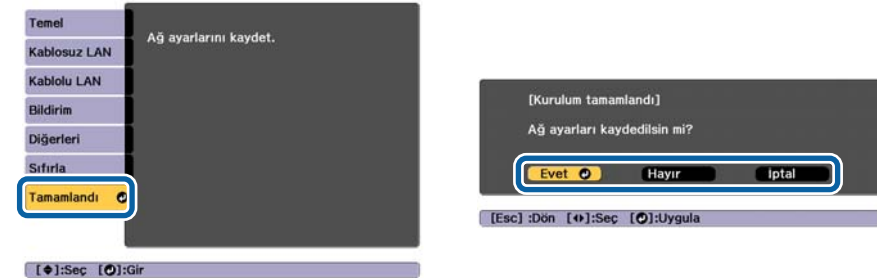 Temel
Kablosuz LAN
Kablolu LAN
Bildirim
Diğerleri
Sıfırla
Tamamlandı
Ağ ayarlarını kaydet.
[◆]:Seç [⏎]:Gir
[Kurulum tamamlandı]
Ağ ayarları kaydedilsin mi?
Evet ⏎ Hayır İptal
[Esc] :Dön [◀▶]:Seç [⏎]:Uygula